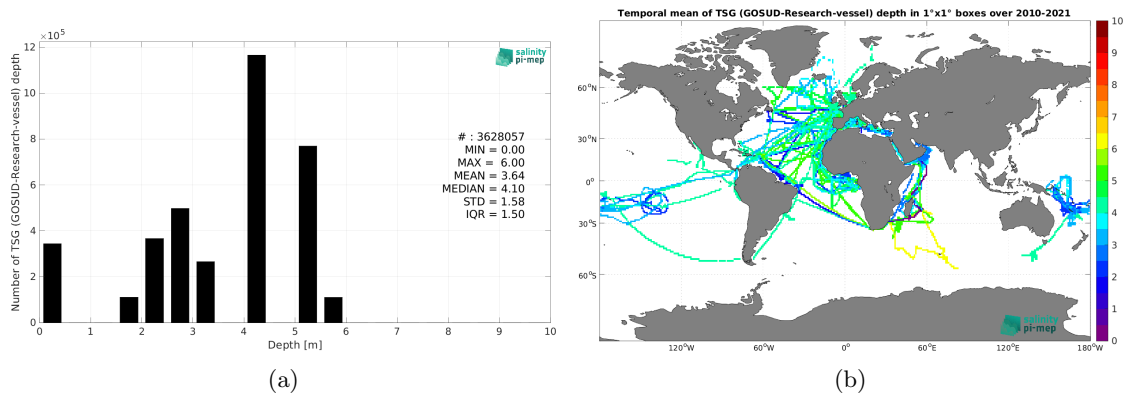 ×10⁵
12
10
8
6
4
2
0
Number of TSG (GOSUD-Research-vessel) depth
salinity
pi-mep
# : 3628057
MIN = 0.00
MAX = 6.00
MEAN = 3.64
MEDIAN = 4.10
STD = 1.58
IQR = 1.50
0 1 2 3 4 5 6 7 8 9 10
Depth [m]
(a)
Temporal mean of TSG (GOSUD-Research-vessel) depth in 1°x1° boxes over 2010-2021
60°N
30°N
15°N
0°
15°S
30°S
60°S
120°W 60°W 0° 60°E 120°E 180°W
salinity
pi-mep
10
9
8
7
6
5
4
3
2
1
0
(b)